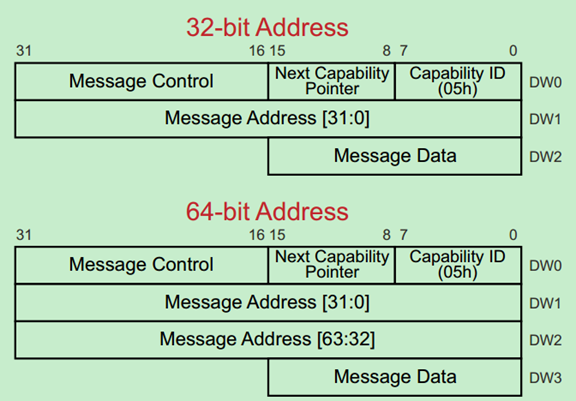 32-bit Address
31 16 15 8 7 0
Message Control Next Capability Pointer Capability ID (05h) DW0
Message Address [31:0] DW1
Message Data DW2
64-bit Address
31 16 15 8 7 0
Message Control Next Capability Pointer Capability ID (05h) DW0
Message Address [31:0] DW1
Message Address [63:32] DW2
Message Data DW3